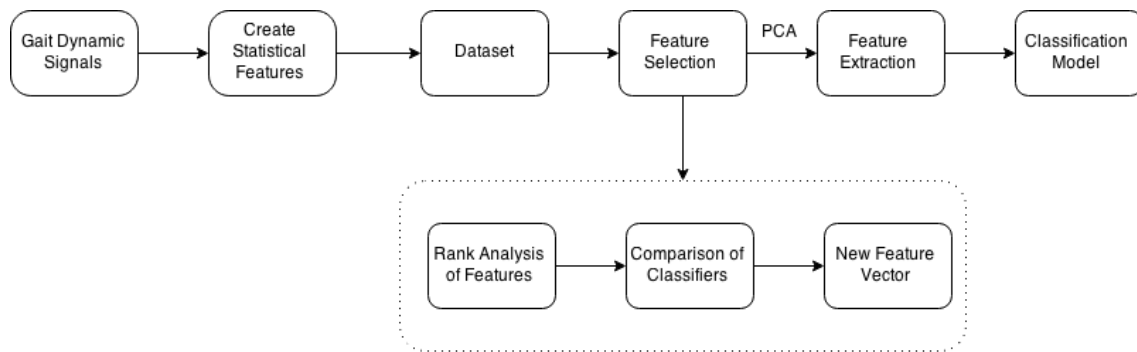 Gait Dynamic
Signals
Create
Statistical
Features
Dataset
Feature
Selection
PCA
Feature
Extraction
Classification
Model
Rank Analysis
of Features
Comparison of
Classifiers
New Feature
Vector